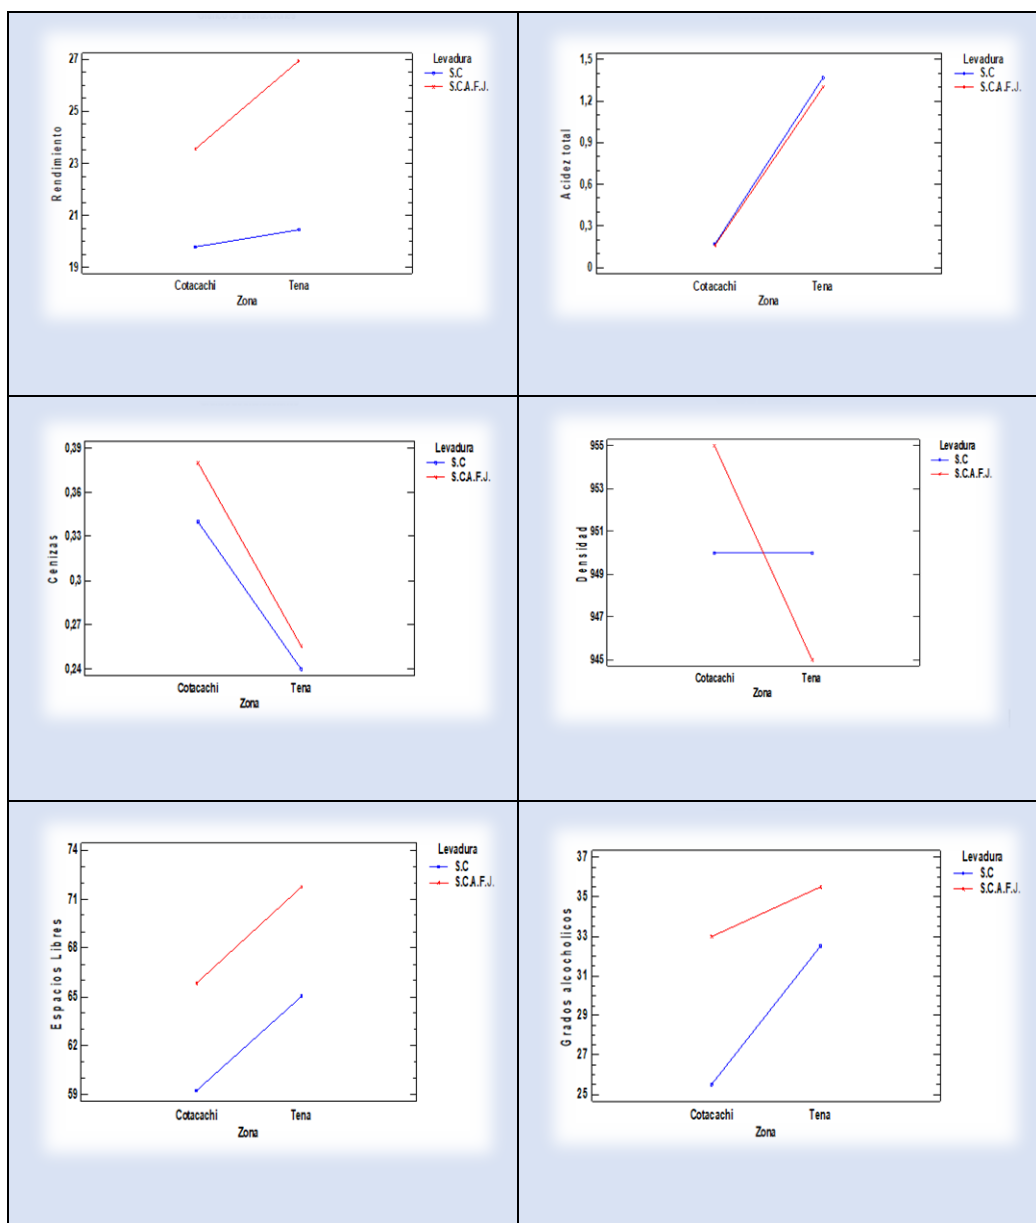 Rendimiento
27
25
23
21
19
Cotacachi Tena
Zona
Levadura
S.C
S.C.A.F.J.
Acidez total
1,5
1,2
0,9
0,6
0,3
0
Cotacachi Tena
Zona
Levadura
S.C
S.C.A.F.J.
Cenizas
0,39
0,36
0,33
0,3
0,27
0,24
Cotacachi Tena
Zona
Levadura
S.C
S.C.A.F.J.
Densidad
955
953
951
949
947
945
Cotacachi Tena
Zona
Levadura
S.C
S.C.A.F.J.
Espacios Libres
74
71
68
65
62
59
Cotacachi Tena
Zona
Levadura
S.C
S.C.A.F.J.
Grados alcocholicos
37
35
33
31
29
27
25
Cotacachi Tena
Zona
Levadura
S.C
S.C.A.F.J.